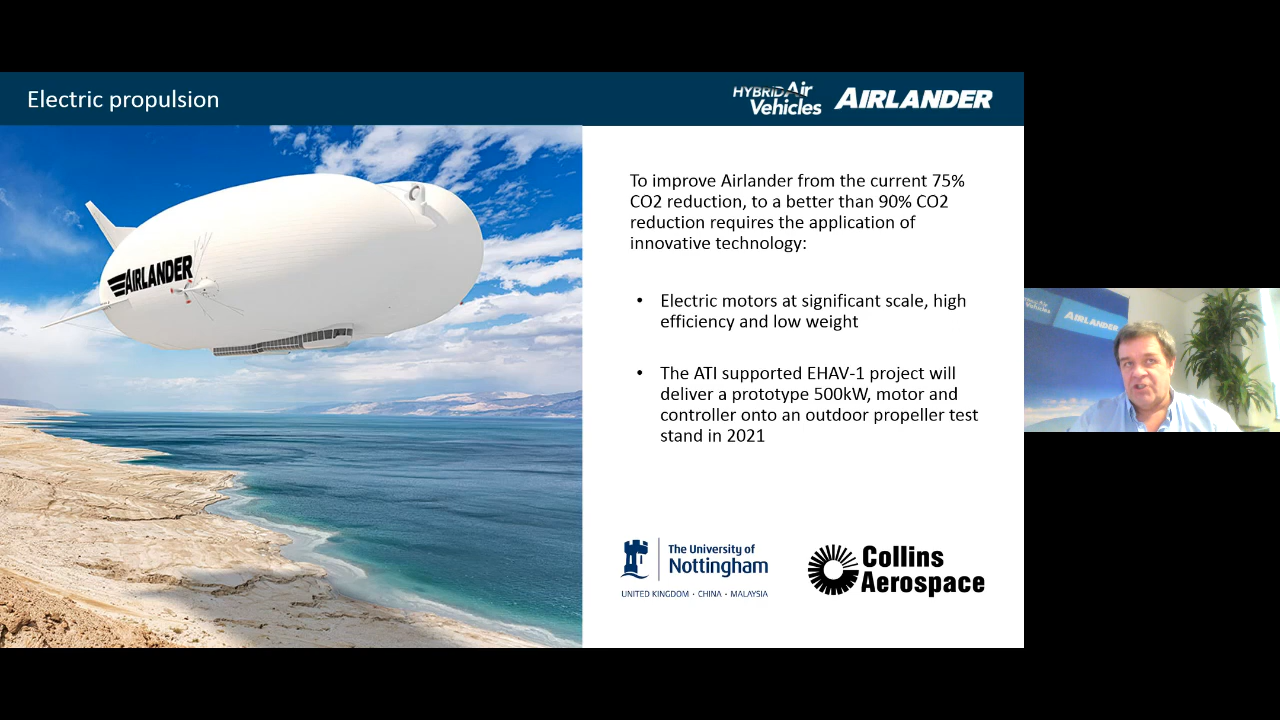 Electric propulsion
HYBRID Air
Vehicles
AIRLANDER
AIRLANDER
To improve Airlander from the current 75%
CO2 reduction, to a better than 90% CO2
reduction requires the application of
innovative technology:
• Electric motors at significant scale, high
efficiency and low weight
• The ATI supported EHAV-1 project will
deliver a prototype 500kW, motor and
controller onto an outdoor propeller test
stand in 2021
The University of
Nottingham
UNITED KINGDOM · CHINA · MALAYSIA
Collins
Aerospace
Vehicles
AIRLANDER